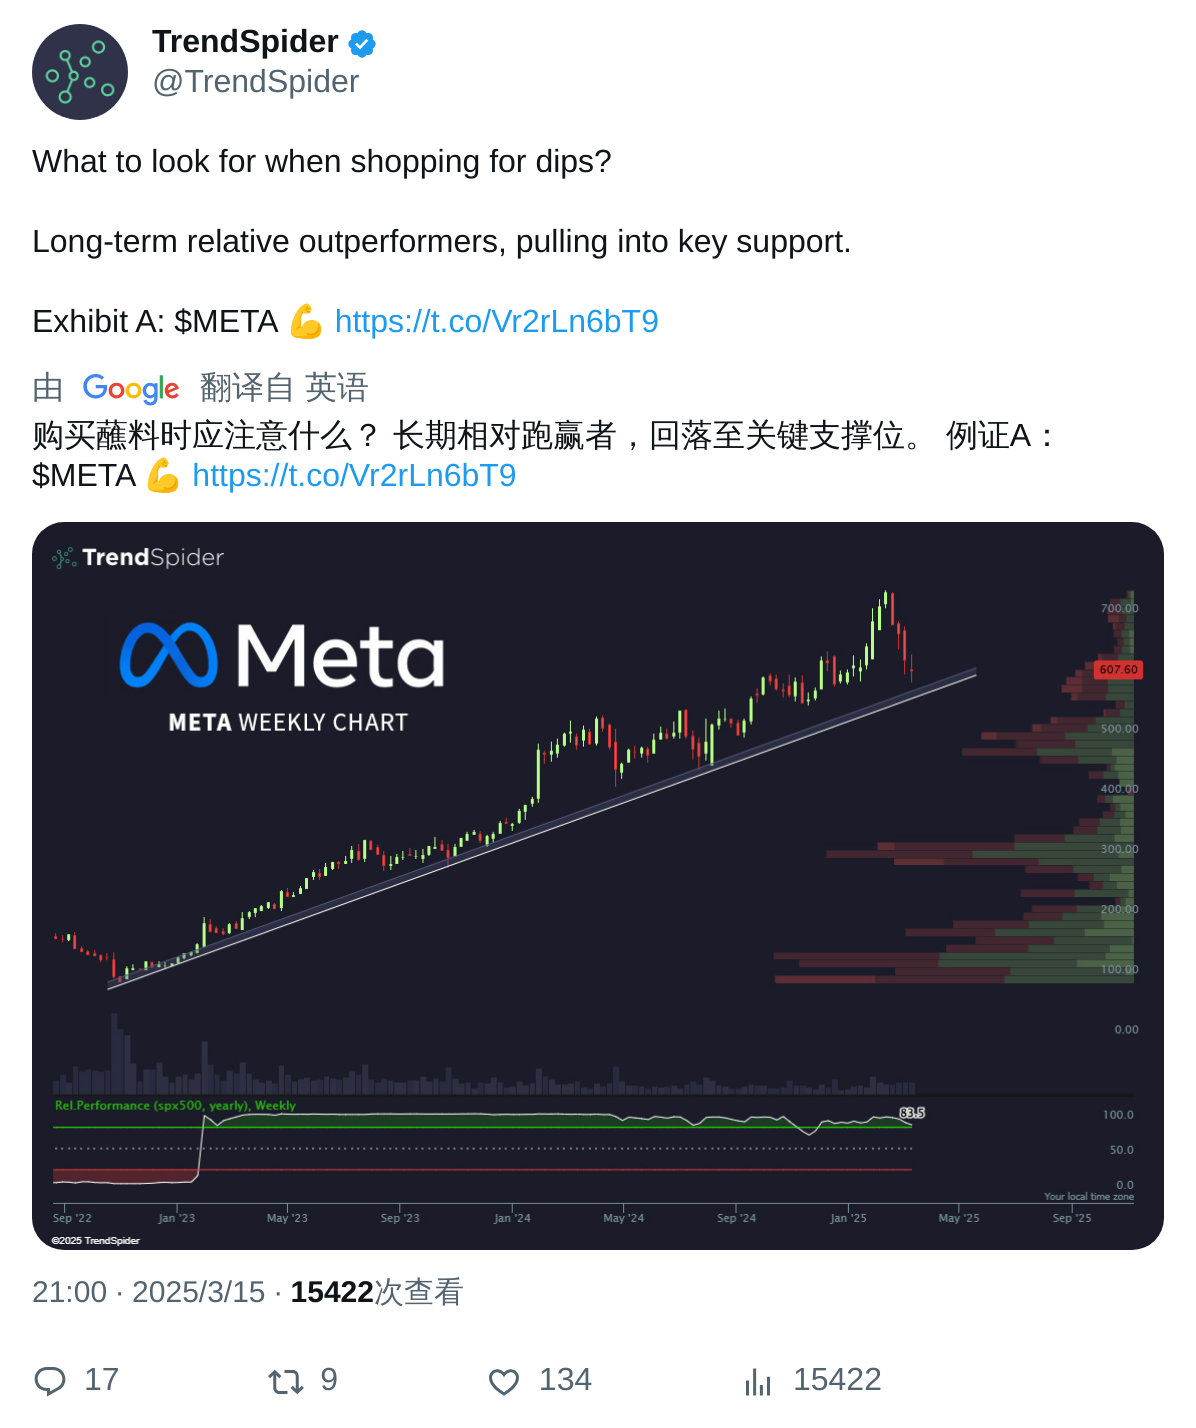 TrendSpider
@TrendSpider
What to look for when shopping for dips?
Long-term relative outperformers, pulling into key support.
Exhibit A: $META 💪 https://t.co/Vr2rLn6bT9
由 Google 翻译自 英语
购买蘸料时应注意什么？ 长期相对跑赢者，回落至关键支撑位。 例证A：
$META 💪 https://t.co/Vr2rLn6bT9
TrendSpider
Meta
META WEEKLY CHART
700.00
607.60
500.00
400.00
300.00
200.00
100.00
0.00
Rel.Performance (spx500, yearly), Weekly
83.5
100.0
50.0
0.0
Your local time zone
Sep '22 Jan '23 May '23 Sep '23 Jan '24 May '24 Sep '24 Jan '25 May '25 Sep '25
©2025 TrendSpider
21:00 · 2025/3/15 · 15422次查看
17 9 134 15422